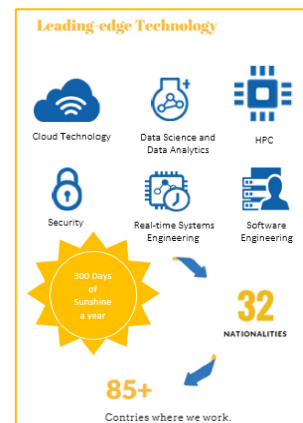 Leading-edge Technology
Cloud Technology
Data Science and
Data Analytics
HPC
Security
Real-time Systems
Engineering
Software
Engineering
300 Days
of
Sunshine
a year
32
NATIONALITIES
85+
Contries where we work.